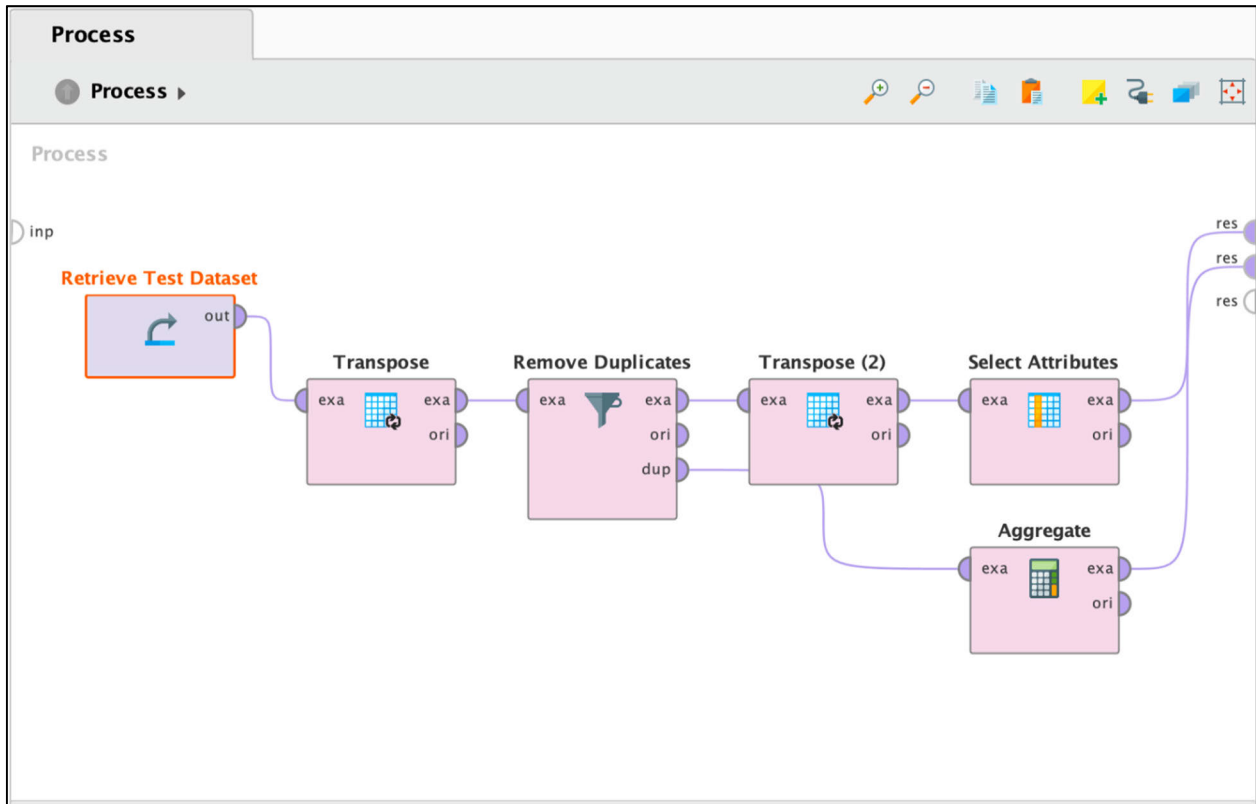 Process
Process
Process
inp
res
res
res
Retrieve Test Dataset
out
Transpose
exa
exa
ori
Remove Duplicates
exa
exa
ori
dup
Transpose (2)
exa
exa
ori
Select Attributes
exa
exa
ori
Aggregate
exa
exa
ori